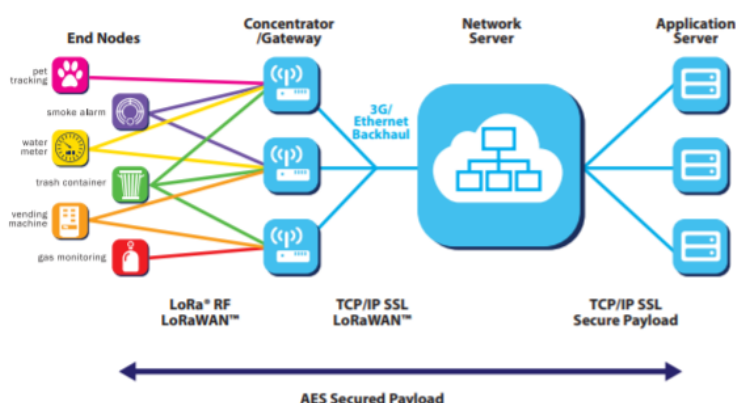 End Nodes
Concentrator
/Gateway
Network
Server
Application
Server
pet
tracking
smoke alarm
water
meter
trash container
vending
machine
gas monitoring
3G/
Ethernet
Backhaul
LoRa® RF
LoRaWAN™
TCP/IP SSL
LoRaWAN™
TCP/IP SSL
Secure Payload
AES Secured Payload